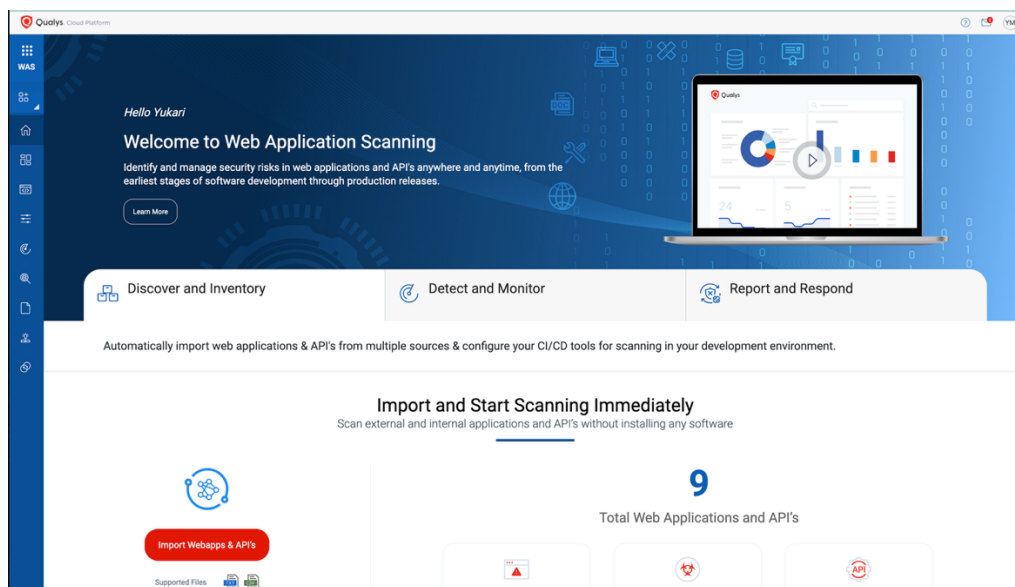 Qualys. Cloud Platform
YM
WAS
Hello Yukari
Welcome to Web Application Scanning
Identify and manage security risks in web applications and API's anywhere and anytime, from the
earliest stages of software development through production releases.
Learn More
Qualys
24
5
Discover and Inventory
Detect and Monitor
Report and Respond
Automatically import web applications & API's from multiple sources & configure your CI/CD tools for scanning in your development environment.
Import and Start Scanning Immediately
Scan external and internal applications and API's without installing any software
9
Total Web Applications and API's
Import Webapps & API's
Supported Files
API